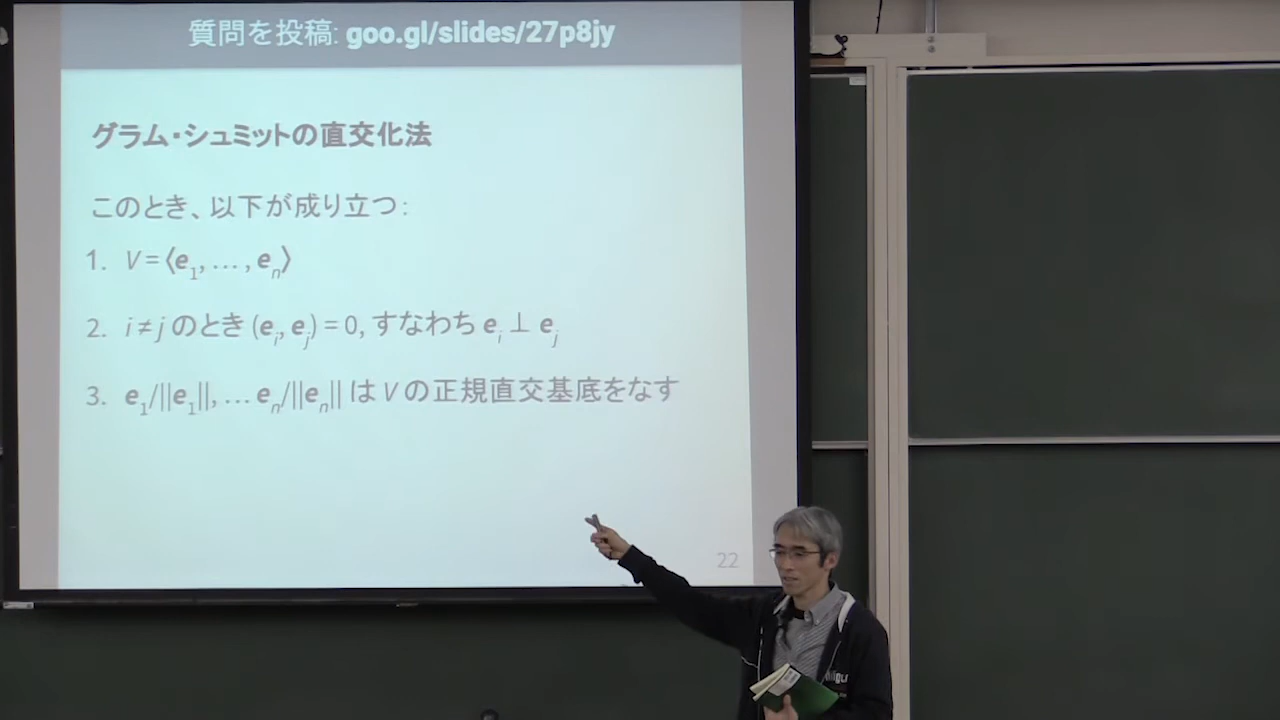 質問を投稿: goo.gl/slides/27p8jy
グラム・シュミットの直交化法
このとき、以下が成り立つ:
1. V = ⟨e1, … , en⟩
2. i ≠ j のとき (ei, ej) = 0, すなわち ei ⊥ ej
3. e1/||e1||, … en/||en|| は V の正規直交基底をなす
22